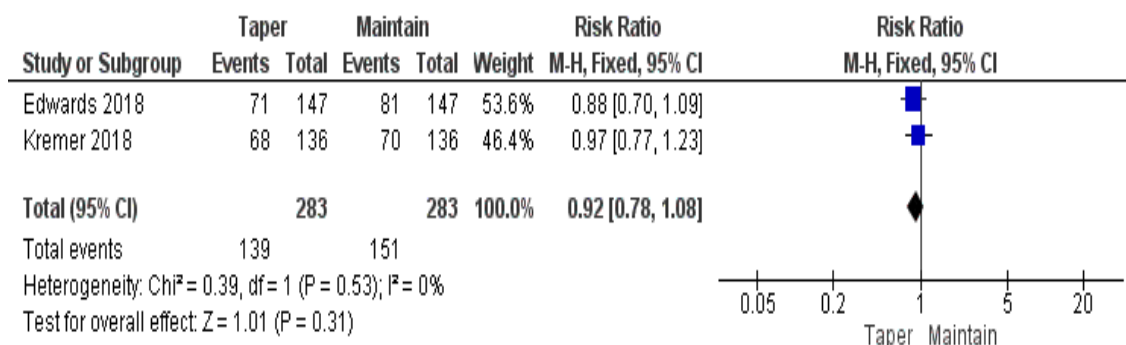 Taper Maintain Risk Ratio Risk Ratio
Study or Subgroup Events Total Events Total Weight M-H, Fixed, 95% CI M-H, Fixed, 95% CI
Edwards 2018 71 147 81 147 53.6% 0.88 [0.70, 1.09]
Kremer 2018 68 136 70 136 46.4% 0.97 [0.77, 1.23]
Total (95% CI) 283 283 100.0% 0.92 [0.78, 1.08]
Total events 139 151
Heterogeneity: Chi² = 0.39, df = 1 (P = 0.53); I² = 0%
Test for overall effect: Z = 1.01 (P = 0.31)
0.05 0.2 1 5 20
Taper Maintain